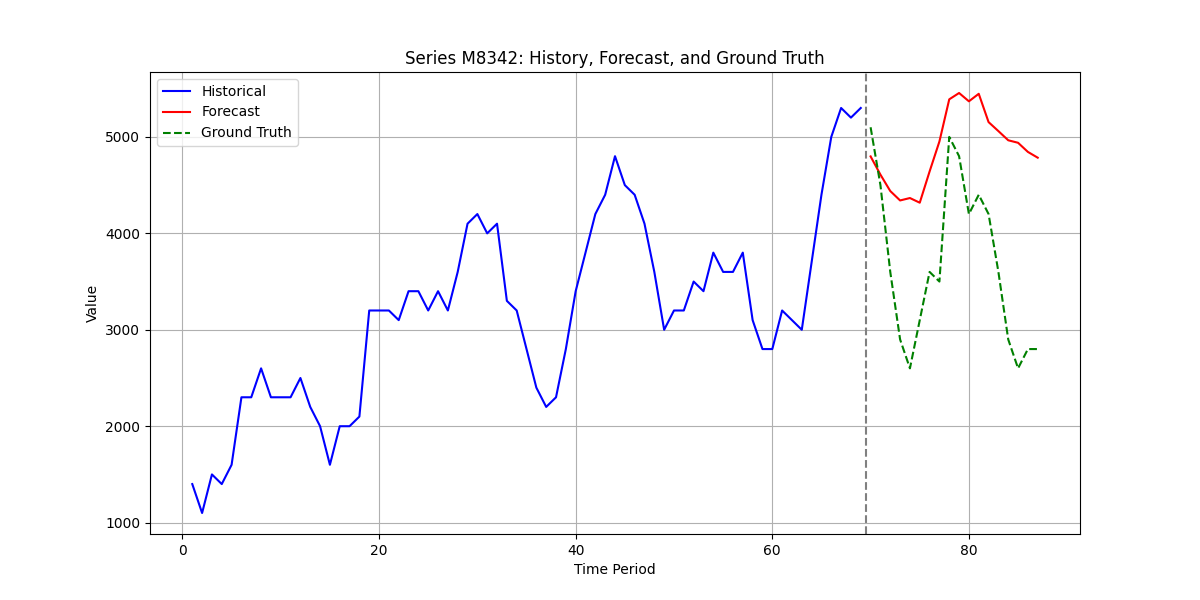 Series M8342: History, Forecast, and Ground Truth
Historical
Forecast
Ground Truth
Value
5000
4000
3000
2000
1000
0 20 40 60 80
Time Period